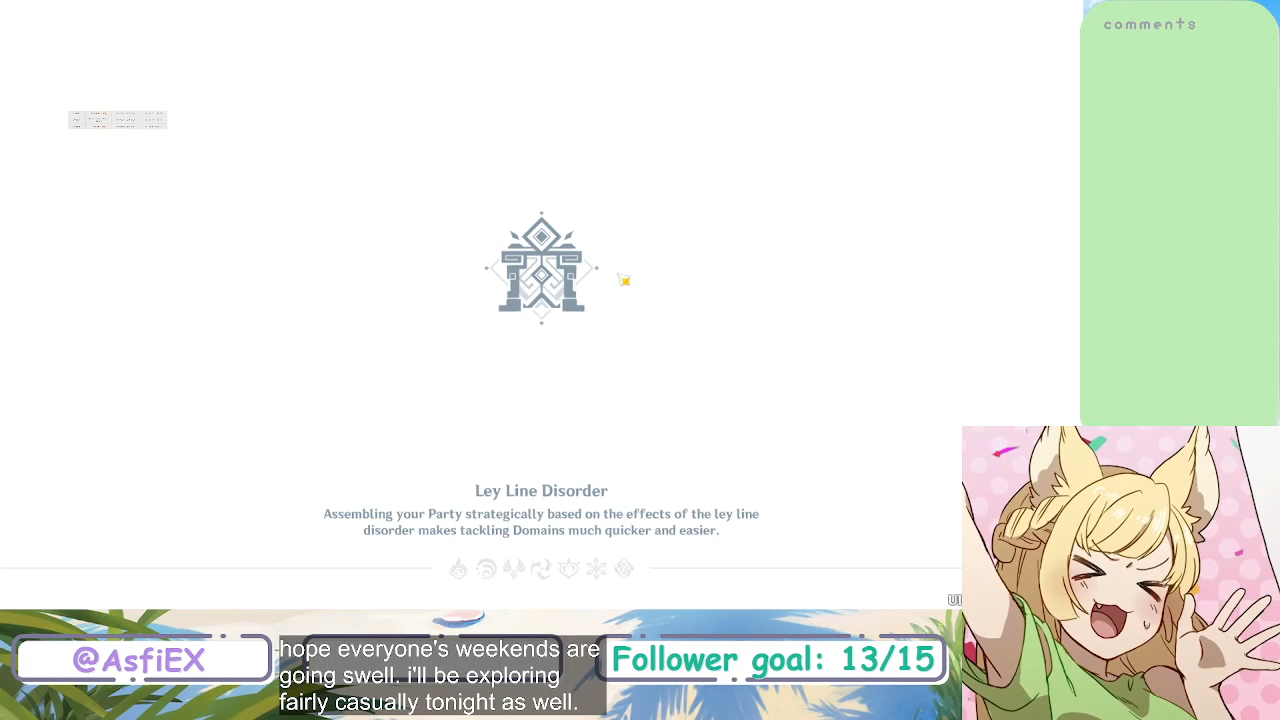 comments
Ley Line Disorder
Assembling your Party strategically based on the effects of the ley line
disorder makes tackling Domains much quicker and easier.
@AsfiEX
hope everyone's weekends are
going swell. i'll be exploring
fairly casually tonight as well.
Follower goal: 13/15